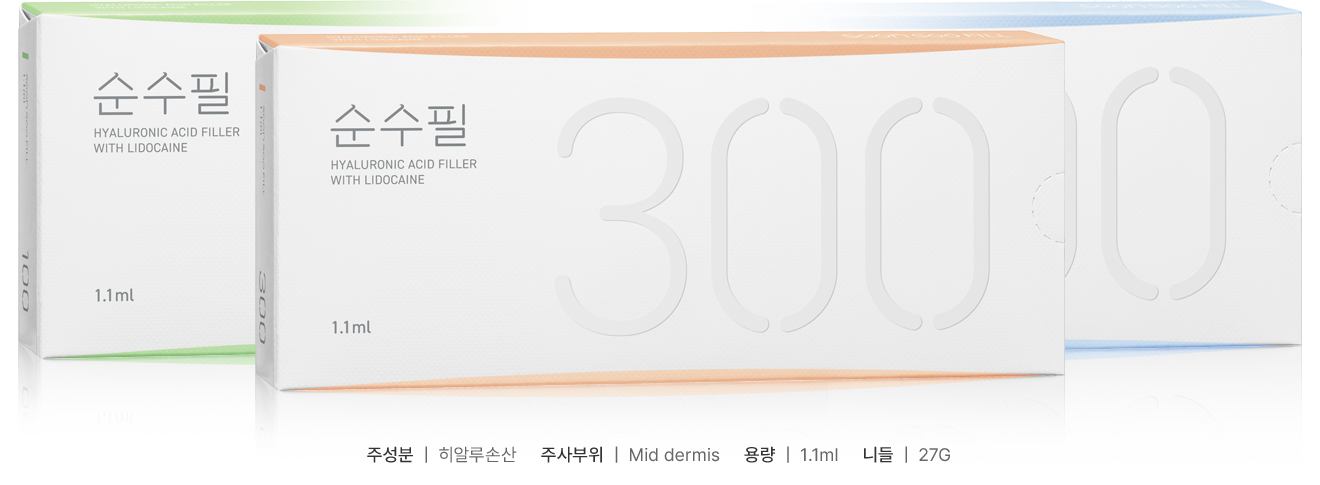 순수필
HYALURONIC ACID FILLER
WITH LIDOCAINE
1.1ml
100
순수필
HYALURONIC ACID FILLER
WITH LIDOCAINE
1.1ml
300
300
00
주성분 | 히알루손산 주사부위 | Mid dermis 용량 | 1.1ml 니들 | 27G